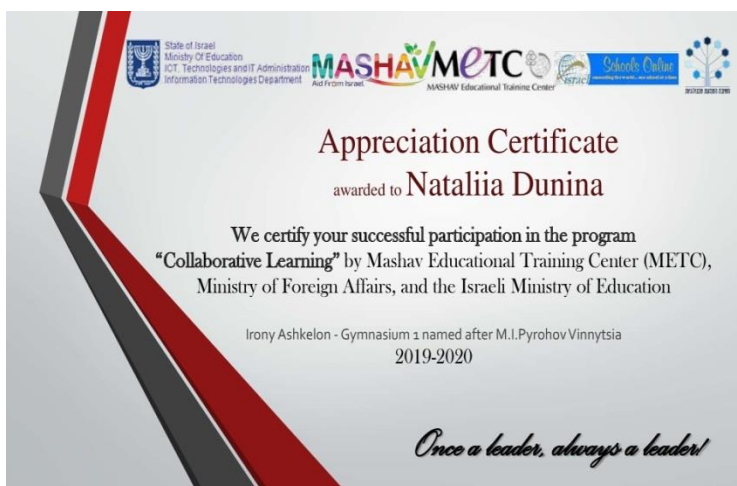 State of Israel
Ministry Of Education
ICT. Technologies and IT Administration
Information Technologies Department
MASHAV
Aid From Israel
METC
MASHAV Educational Training Center
Israel
Schools Online
Appreciation Certificate
awarded to Nataliia Dunina
We certify your successful participation in the program
“Collaborative Learning” by Mashav Educational Training Center (METC),
Ministry of Foreign Affairs, and the Israeli Ministry of Education
Irony Ashkelon - Gymnasium 1 named after M.I.Pyrohov Vinnytsia
2019-2020
Once a leader, always a leader!